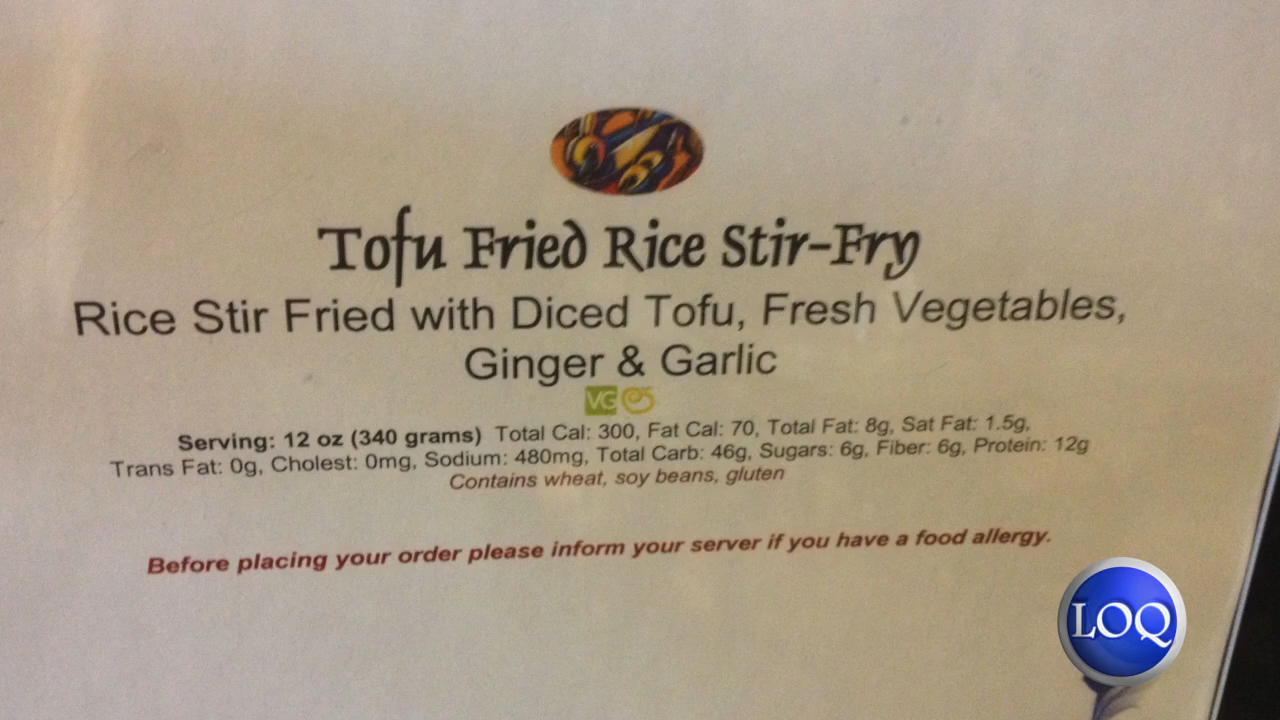 Tofu Fried Rice Stir-Fry
Rice Stir Fried with Diced Tofu, Fresh Vegetables,
Ginger & Garlic
VG
Serving: 12 oz (340 grams) Total Cal: 300, Fat Cal: 70, Total Fat: 8g, Sat Fat: 1.5g,
Trans Fat: 0g, Cholest: 0mg, Sodium: 480mg, Total Carb: 46g, Sugars: 6g, Fiber: 6g, Protein: 12g
Contains wheat, soy beans, gluten
Before placing your order please inform your server if you have a food allergy.
LOQ